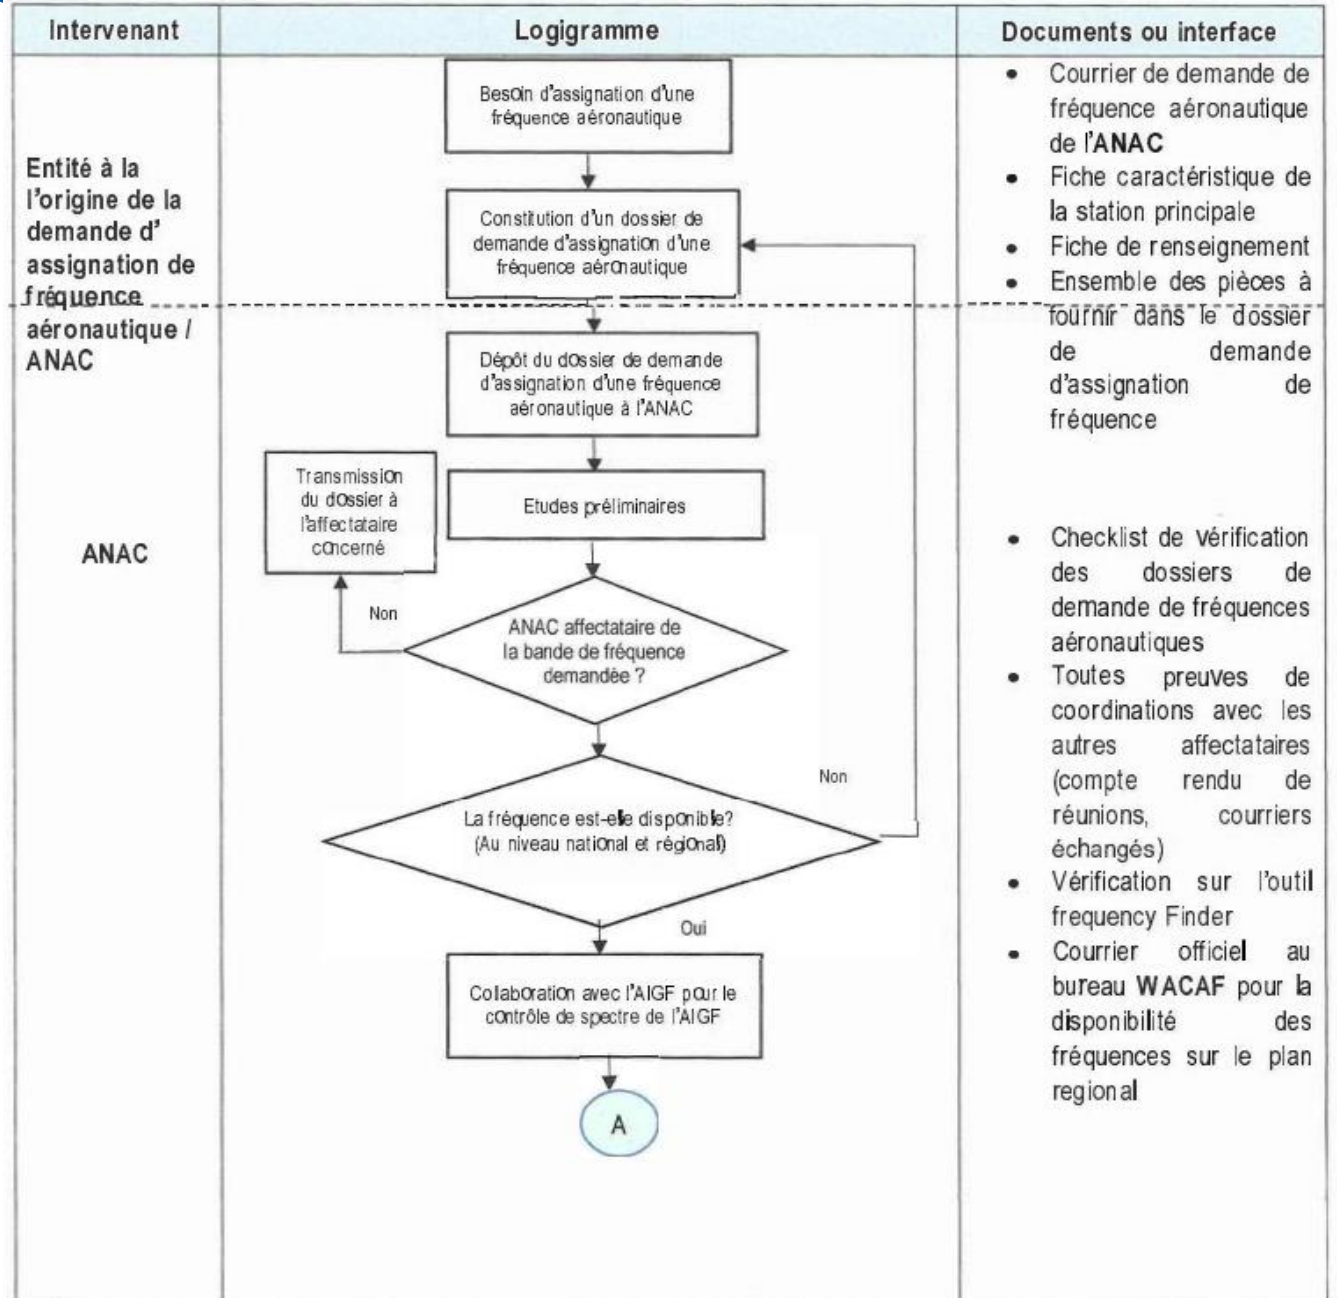 Intervenant
Logigramme
Documents ou interface
Entité à la
l'origine de la
demande d'
assignation de
fréquence
aéronautique /
ANAC
ANAC
Besoin d'assignation d'une
fréquence aéronautique
Constitution d'un dossier de
demande d'assignation d'une
fréquence aéronautique
Dépôt du dossier de demande
d'assignation d'une fréquence
aéronautique à l'ANAC
Transmission
du dossier à
l'affectataire
concerné
Etudes préliminaires
Non
ANAC affectataire de
la bande de fréquence
demandée ?
Non
La fréquence est-elle disponible?
(Au niveau national et régional)
Oui
Collaboration avec l'AIGF pour le
contrôle de spectre de l'AIGF
A
• Courrier de demande de
fréquence aéronautique
de l'ANAC
• Fiche caractéristique de
la station principale
• Fiche de renseignement
• Ensemble des pièces à
fournir dans le dossier
de demande
d'assignation de
fréquence
• Checklist de vérification
des dossiers de
demande de fréquences
aéronautiques
• Toutes preuves de
coordinations avec les
autres affectataires
(compte rendu de
réunions, courriers
échangés)
• Vérification sur l'outil
frequency Finder
• Courrier officiel au
bureau WACAF pour la
disponibilité des
fréquences sur le plan
regional